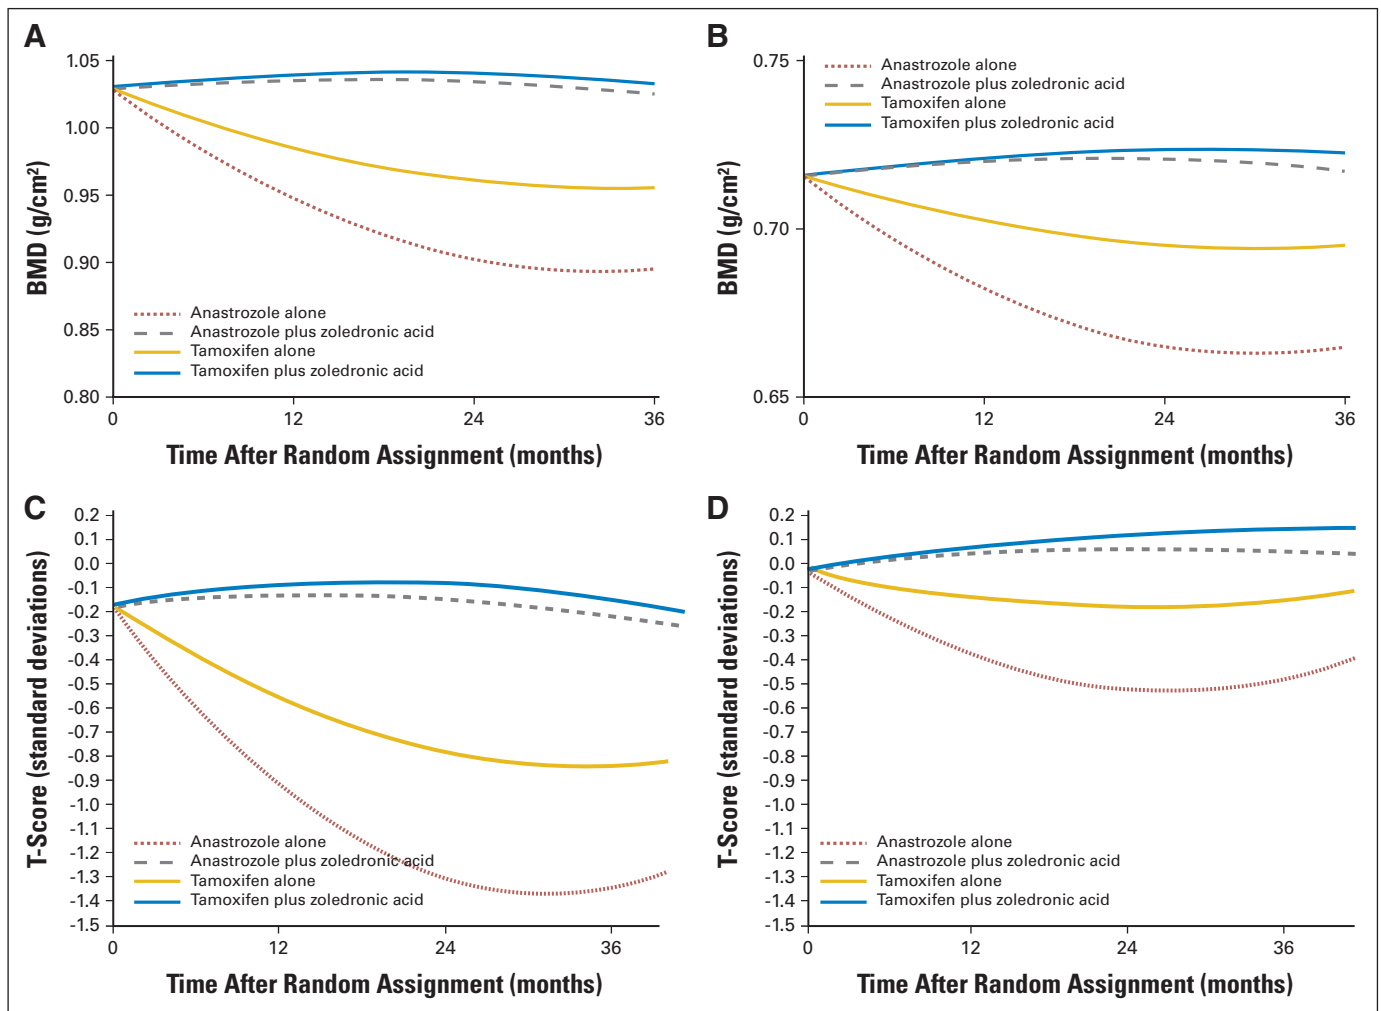 A
1.05
1.00
0.95
0.90
0.85
0.80
BMD (g/cm²)
Anastrozole alone
Anastrozole plus zoledronic acid
Tamoxifen alone
Tamoxifen plus zoledronic acid
0 12 24 36
Time After Random Assignment (months)
B
0.75
0.70
0.65
BMD (g/cm²)
Anastrozole alone
Anastrozole plus zoledronic acid
Tamoxifen alone
Tamoxifen plus zoledronic acid
0 12 24 36
Time After Random Assignment (months)
C
0.2
0.1
0.0
-0.1
-0.2
-0.3
-0.4
-0.5
-0.6
-0.7
-0.8
-0.9
-1.0
-1.1
-1.2
-1.3
-1.4
-1.5
T-Score (standard deviations)
Anastrozole alone
Anastrozole plus zoledronic acid
Tamoxifen alone
Tamoxifen plus zoledronic acid
0 12 24 36
Time After Random Assignment (months)
D
0.2
0.1
0.0
-0.1
-0.2
-0.3
-0.4
-0.5
-0.6
-0.7
-0.8
-0.9
-1.0
-1.1
-1.2
-1.3
-1.4
-1.5
T-Score (standard deviations)
Anastrozole alone
Anastrozole plus zoledronic acid
Tamoxifen alone
Tamoxifen plus zoledronic acid
0 12 24 36
Time After Random Assignment (months)